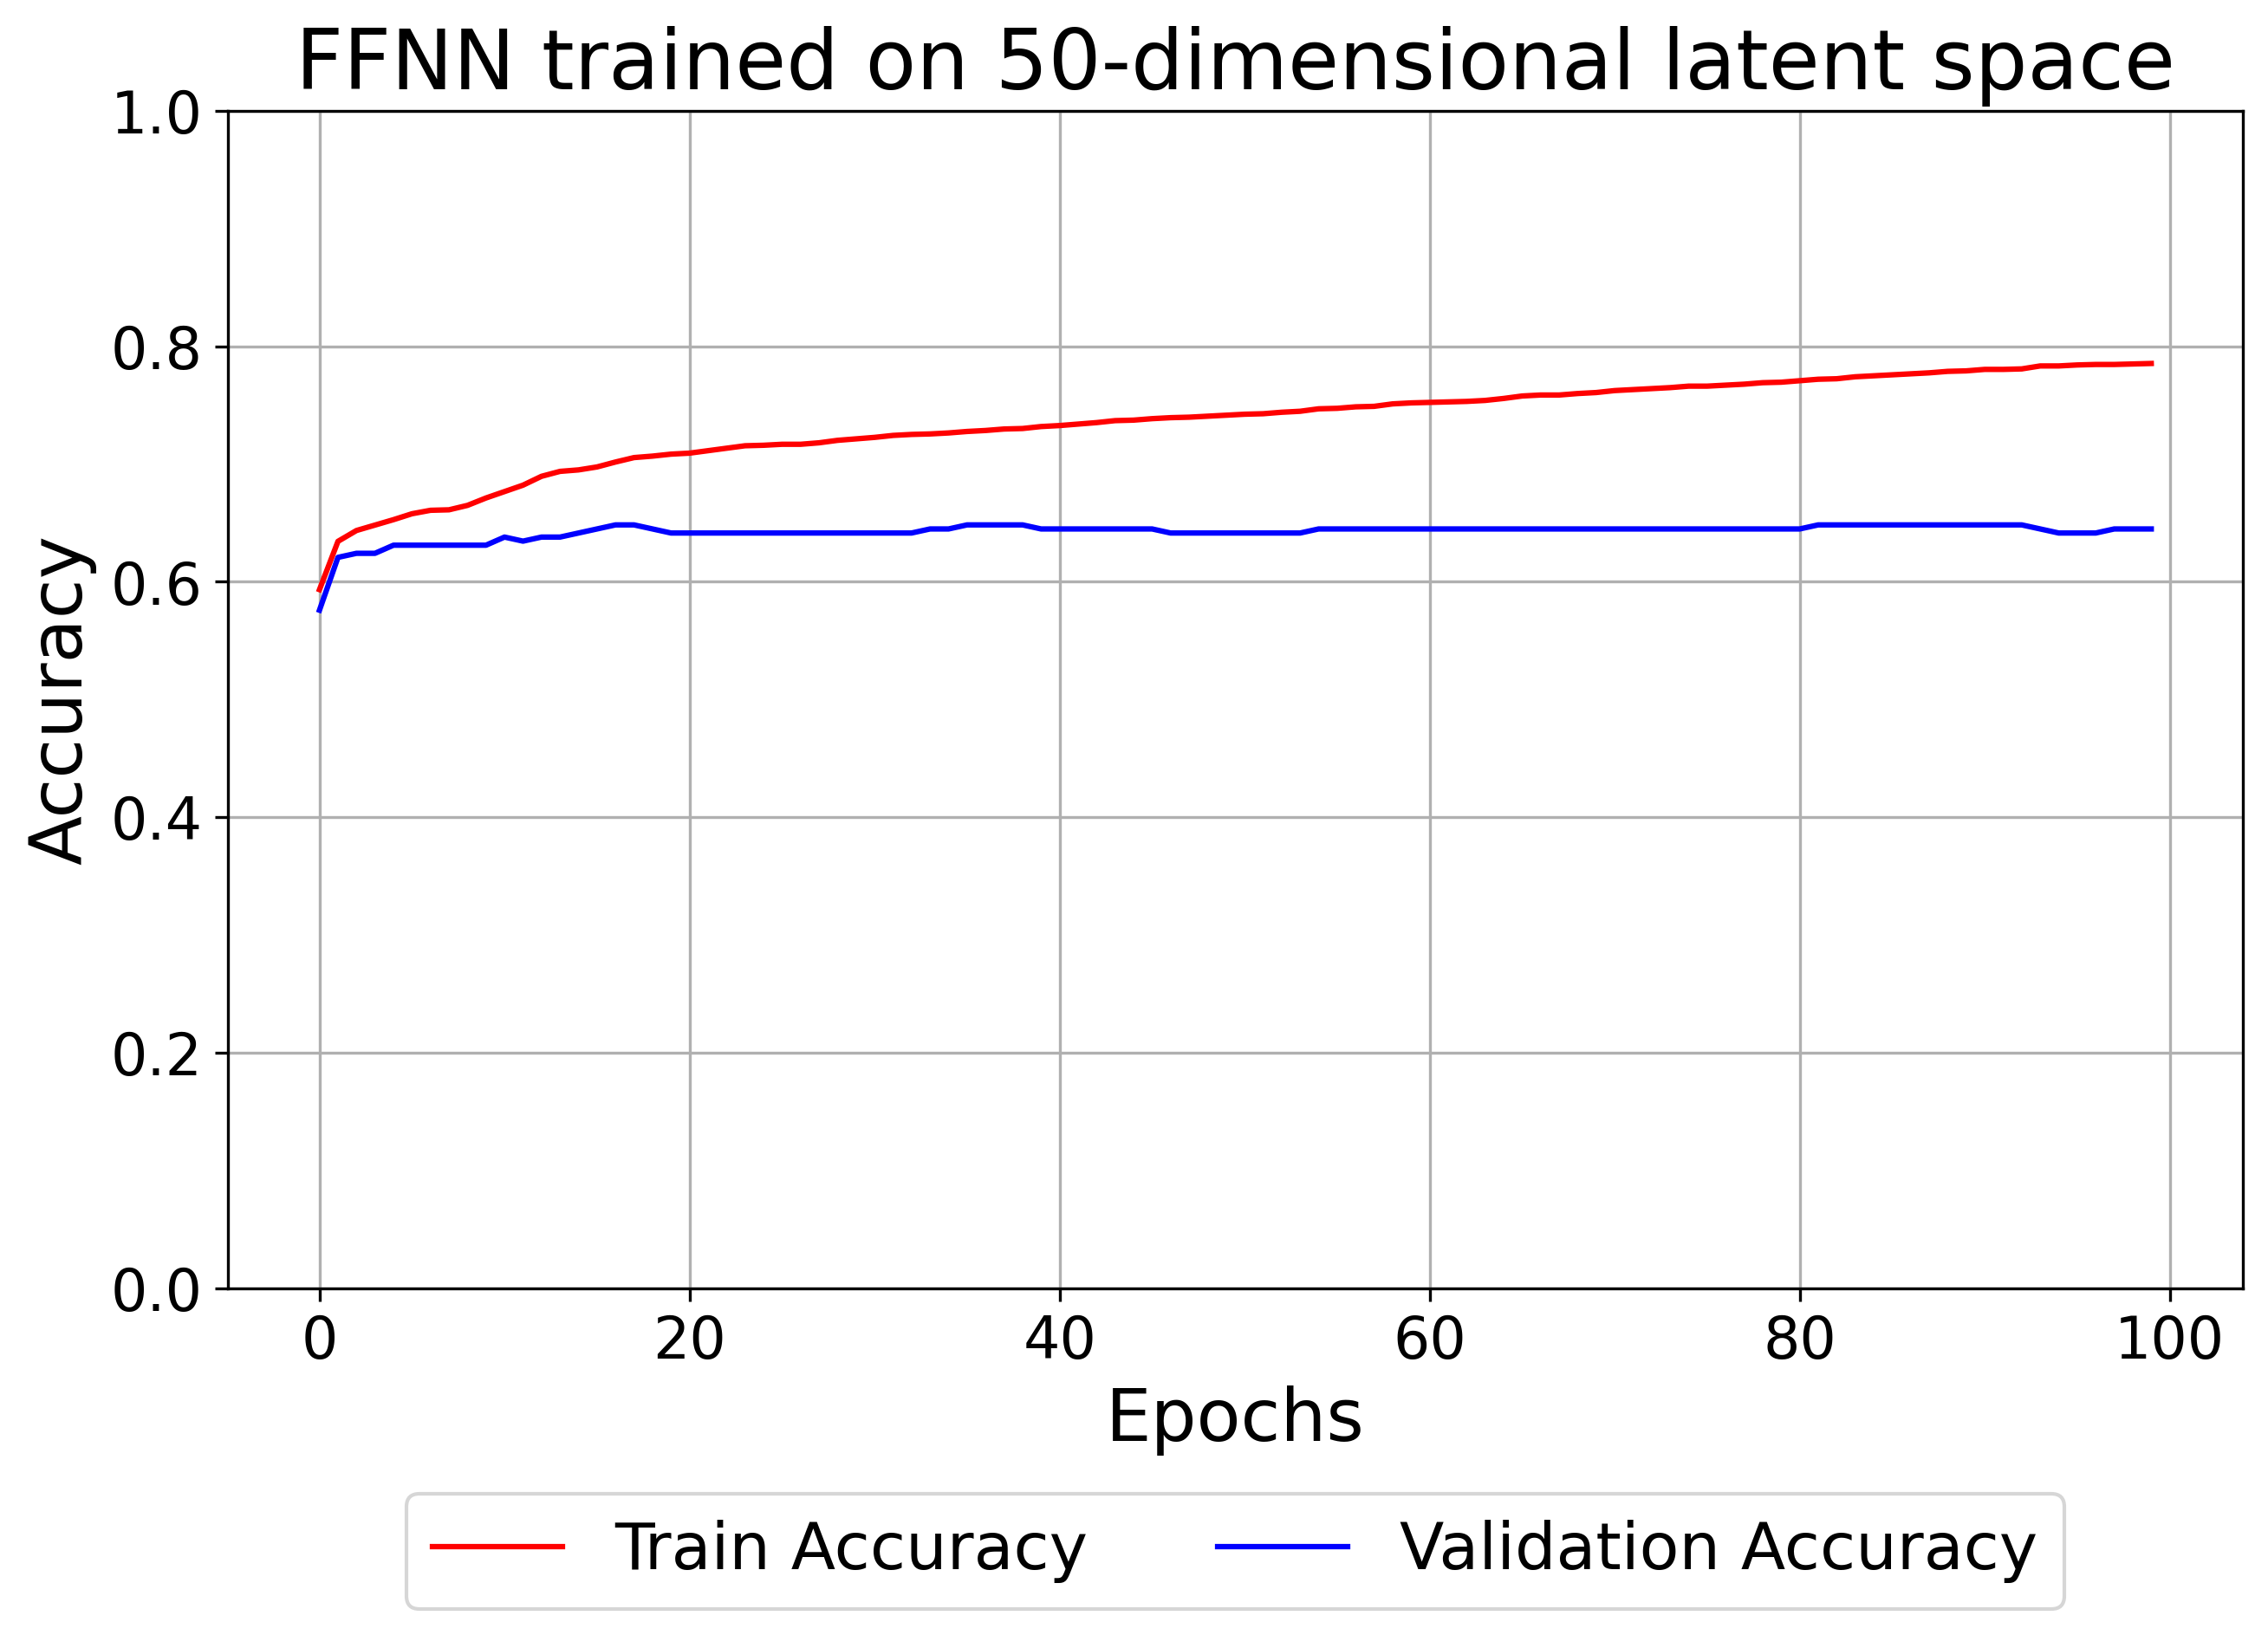 FFNN trained on 50-dimensional latent space
1.0
0.8
0.6
0.4
0.2
0.0
Accuracy
0 20 40 60 80 100
Epochs
Train Accuracy Validation Accuracy